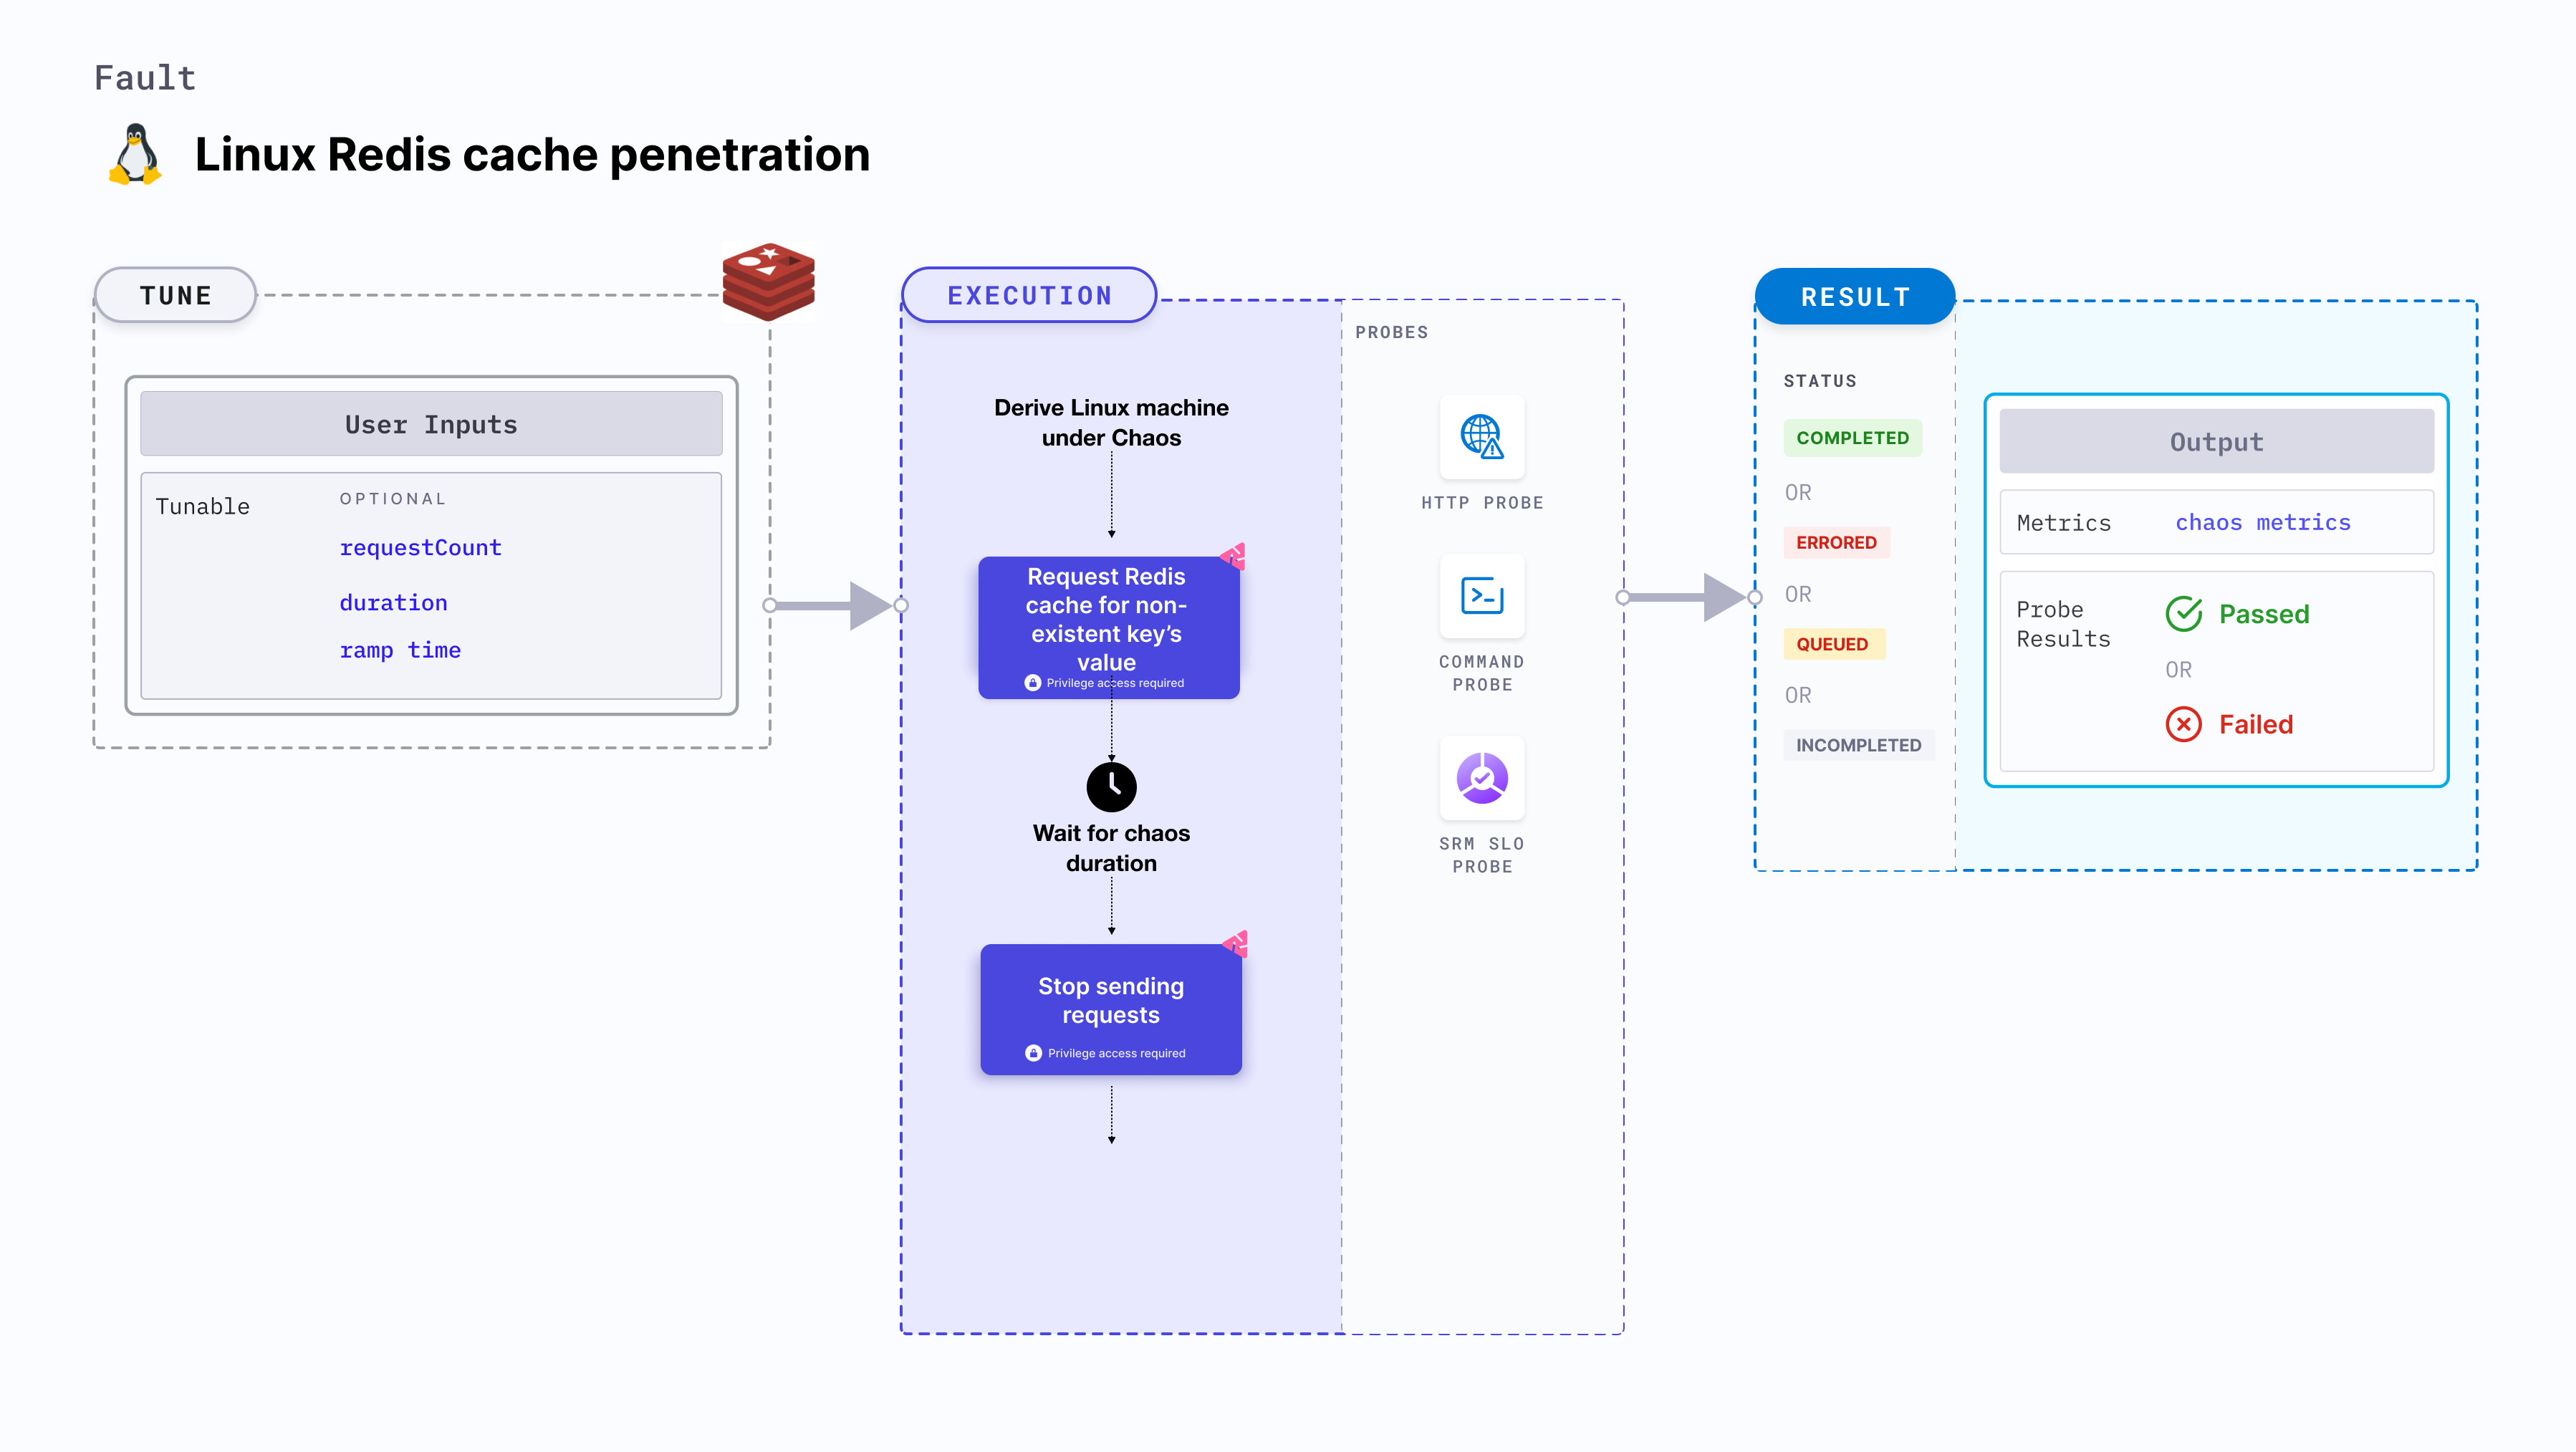 Fault
Linux Redis cache penetration
TUNE
User Inputs
Tunable
OPTIONAL
requestCount
duration
ramp time
EXECUTION
Derive Linux machine
under Chaos
Request Redis
cache for non-
existent key’s
value
Privilege access required
Wait for chaos
duration
Stop sending
requests
Privilege access required
PROBES
HTTP PROBE
COMMAND
PROBE
SRM SLO
PROBE
RESULT
STATUS
COMPLETED
OR
ERRORED
OR
QUEUED
OR
INCOMPLETED
Output
Metrics
chaos metrics
Probe
Results
Passed
OR
Failed